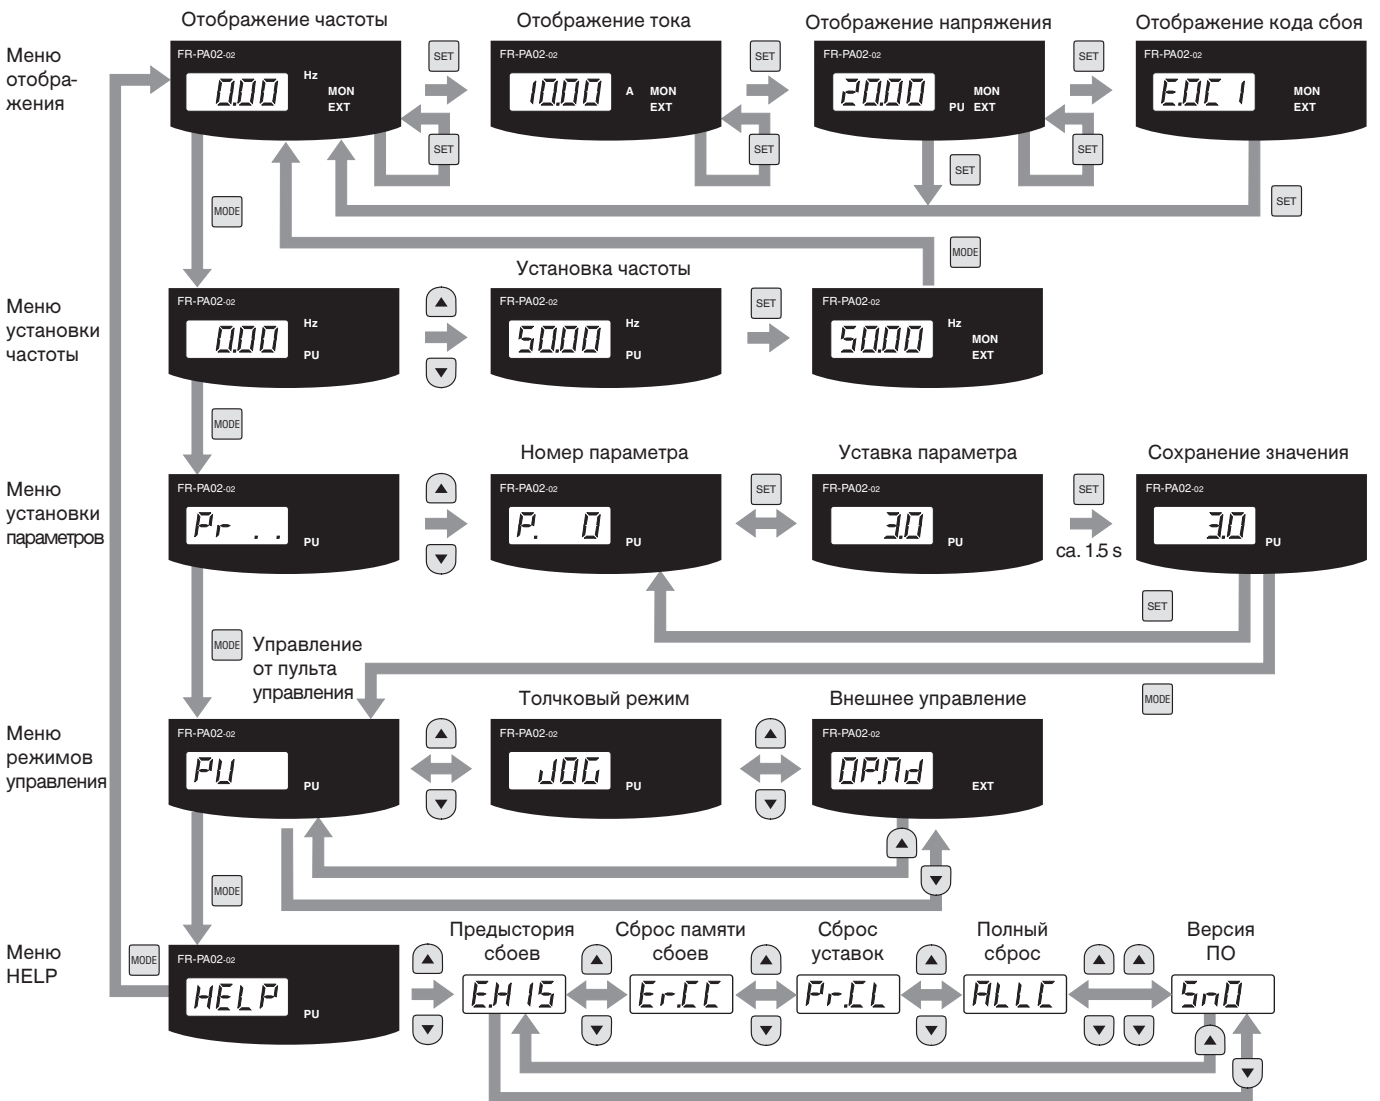 Отображение частоты
Отображение тока
Отображение напряжения
Отображение кода сбоя
Меню
отобра-
жения
FR-PA02-02
0.00
Hz
MON
EXT
SET
SET
FR-PA02-02
10.00
A MON
EXT
SET
SET
FR-PA02-02
20.00
MON
PU EXT
SET
SET
SET
FR-PA02-02
E.OC 1
MON
EXT
SET
MODE
MODE
Установка частоты
Меню
установки
частоты
FR-PA02-02
0.00
Hz
PU
FR-PA02-02
50.00
Hz
PU
SET
FR-PA02-02
50.00
Hz
MON
EXT
MODE
Номер параметра
Уставка параметра
Сохранение значения
Меню
установки
параметров
FR-PA02-02
Pr ..
PU
FR-PA02-02
P. 0
PU
SET
FR-PA02-02
3.0
PU
SET
ca. 1.5 s
FR-PA02-02
3.0
PU
SET
MODE
Управление
от пульта
управления
MODE
Толчковый режим
Внешнее управление
Меню
режимов
управления
FR-PA02-02
PU
PU
FR-PA02-02
JOG
PU
FR-PA02-02
OP.nd
EXT
MODE
Меню
HELP
MODE
FR-PA02-02
HELP
PU
Предыстория
сбоев
E.HIS
Сброс памяти
сбоев
Er.CC
Сброс
уставок
Pr.CL
Полный
сброс
ALLC
Версия
ПО
Sn0